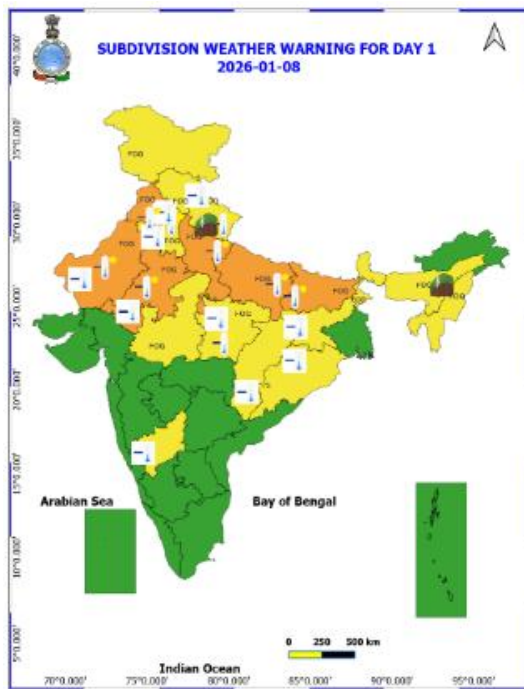 SUBDIVISION WEATHER WARNING FOR DAY 1
2026-01-08
40°0.000'
35°0.000'
30°0.000'
25°0.000'
20°0.000'
15°0.000'
10°0.000'
5°0.000'
FOG
FOG
FOG
FOG
FOG
FOG
FOG
FOG
FOG
FOG
FOG
Arabian Sea
Bay of Bengal
0 250 500 km
Indian Ocean
70°0.000' 75°0.000' 80°0.000' 85°0.000' 90°0.000' 95°0.000'